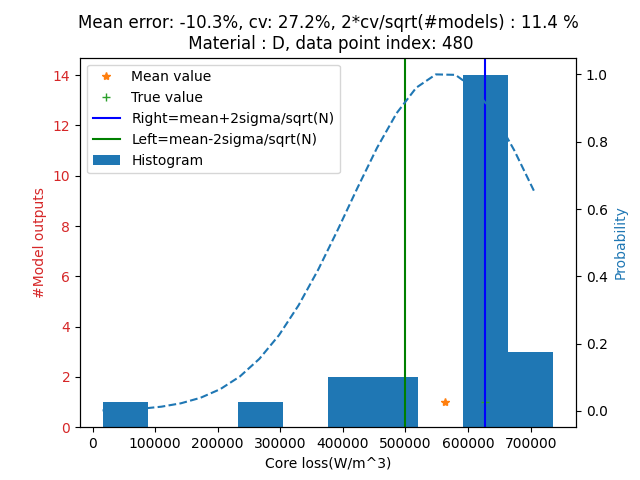 Mean error: -10.3%, cv: 27.2%, 2*cv/sqrt(#models) : 11.4 %
Material : D, data point index: 480
Mean value
True value
Right=mean+2sigma/sqrt(N)
Left=mean-2sigma/sqrt(N)
Histogram
#Model outputs
14
12
10
8
6
4
2
0
1.0
0.8
0.6
0.4
0.2
0.0
Probability
0 100000 200000 300000 400000 500000 600000 700000
Core loss(W/m^3)